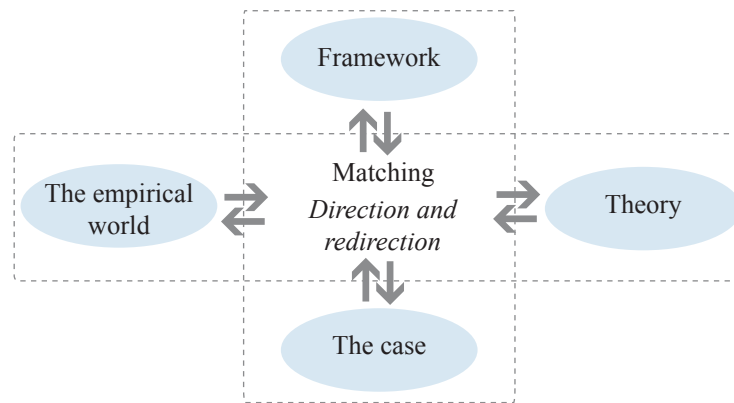 Framework
The empirical
world
Matching
Direction and
redirection
Theory
The case